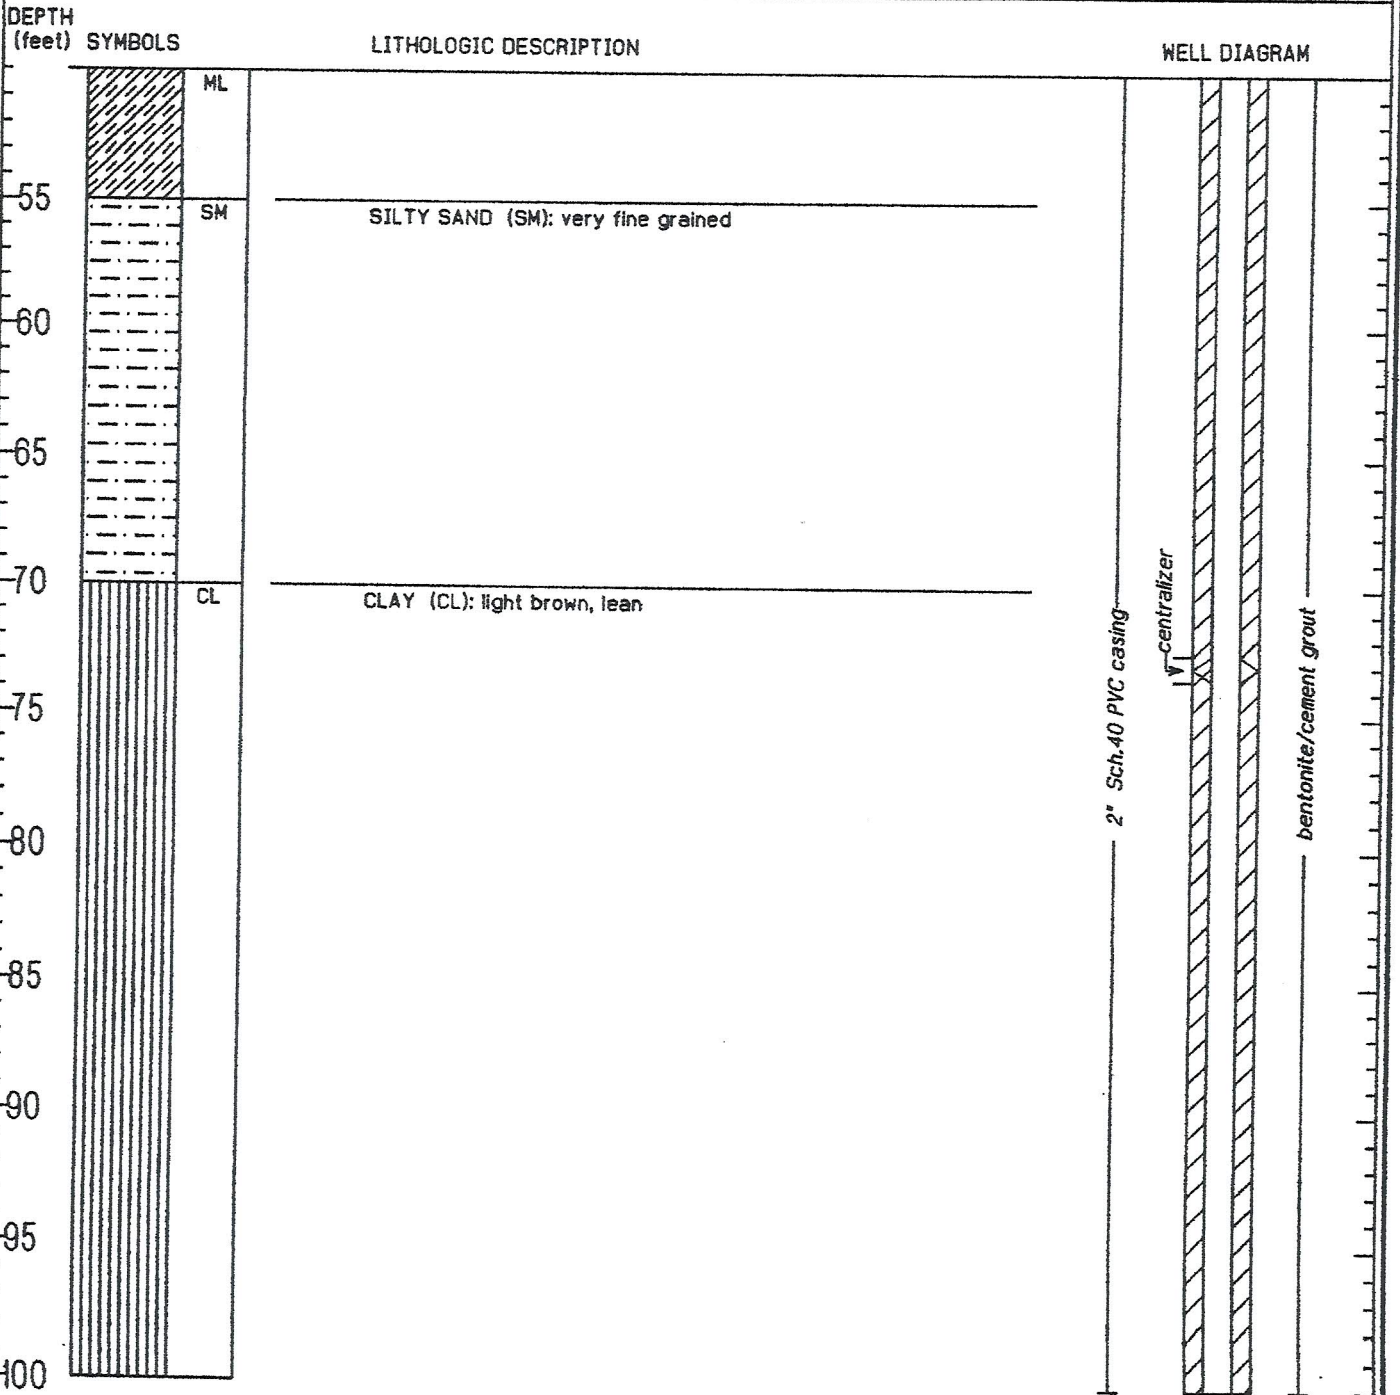 DEPTH
(feet) SYMBOLS LITHOLOGIC DESCRIPTION WELL DIAGRAM
ML
55
SM
SILTY SAND (SM): very fine grained
60
65
70
CL
CLAY (CL): light brown, lean
centralizer
2" Sch.40 PVC casing
bentonite/cement grout
75
80
85
90
95
100